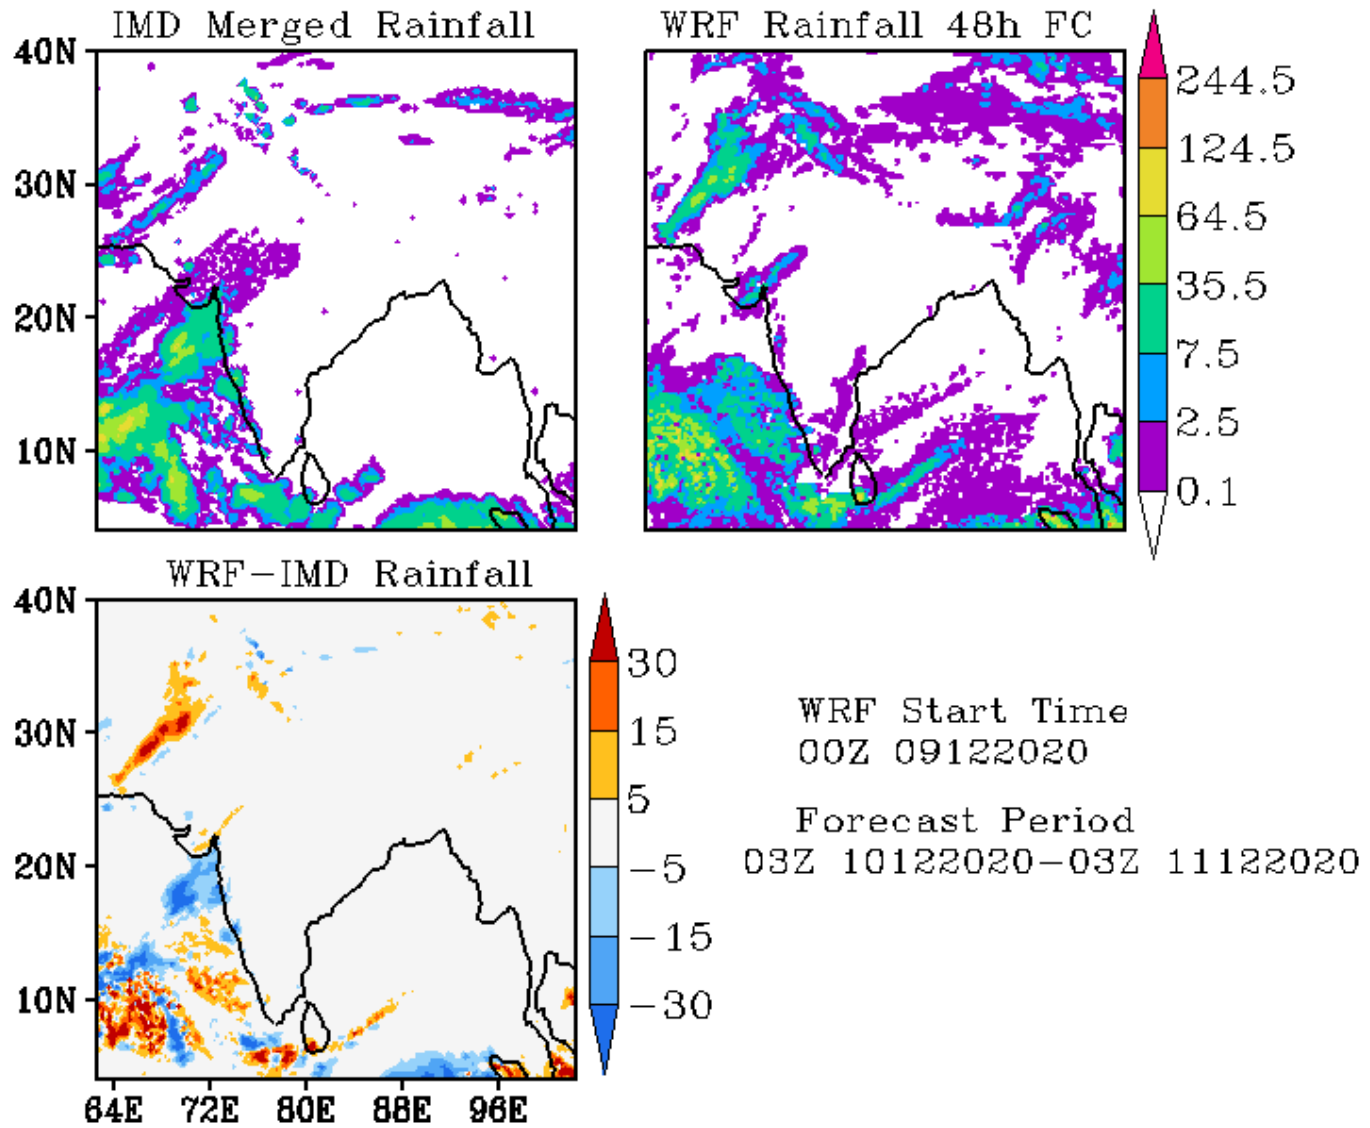 IMD Merged Rainfall
WRF Rainfall 48h FC
40N
30N
20N
10N
244.5
124.5
64.5
35.5
7.5
2.5
0.1
WRF-IMD Rainfall
40N
30N
20N
10N
64E 72E 80E 88E 96E
30
15
5
-5
-15
-30
WRF Start Time
00Z 09122020
Forecast Period
03Z 10122020-03Z 11122020